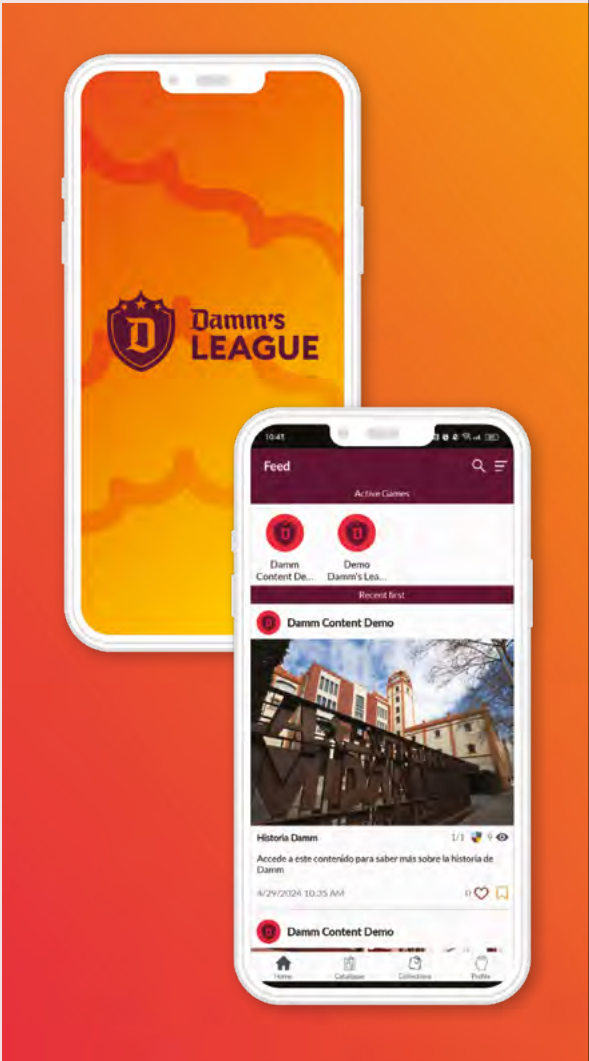 Damm's
LEAGUE
10:41
Feed
Active Games
Damm
Content De...
Demo
Damm's Lea...
Recent first
Damm Content Demo
Historia Damm
1/1
9
Accede a este contenido para saber más sobre la historia de
Damm
4/29/2024 10:35 AM
0
Damm Content Demo
Home
Catalogue
Collections
Profile